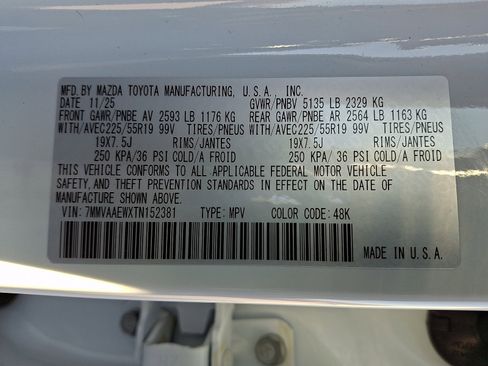 MFD. BY MAZDA TOYOTA MANUFACTURING, U.S.A., INC.
DATE 11/25 GVWR/PNBV 5135 LB 2329 KG
FRONT GAWR/PNBE AV 2593 LB 1176 KG REAR GAWR/PNBE AR 2564 LB 1163 KG
WITH/AVEC225/55R19 99V TIRES/PNEUS WITH/AVEC225/55R19 99V TIRES/PNEUS
19X7.5J RIMS/JANTES 19X7.5J RIMS/JANTES
250 KPA/36 PSI COLD/A FROID 250 KPA/36 PSI COLD/A FROID
THIS VEHICLE CONFORMS TO ALL APPLICABLE FEDERAL MOTOR VEHICLE
SAFETY, AND THEFT PREVENTION STANDARDS IN EFFECT ON THE DATE OF
MANUFACTURE SHOWN ABOVE.
VIN: 7MMVAAEWXTN152381 TYPE: MPV COLOR CODE: 48K
MADE IN U.S.A.